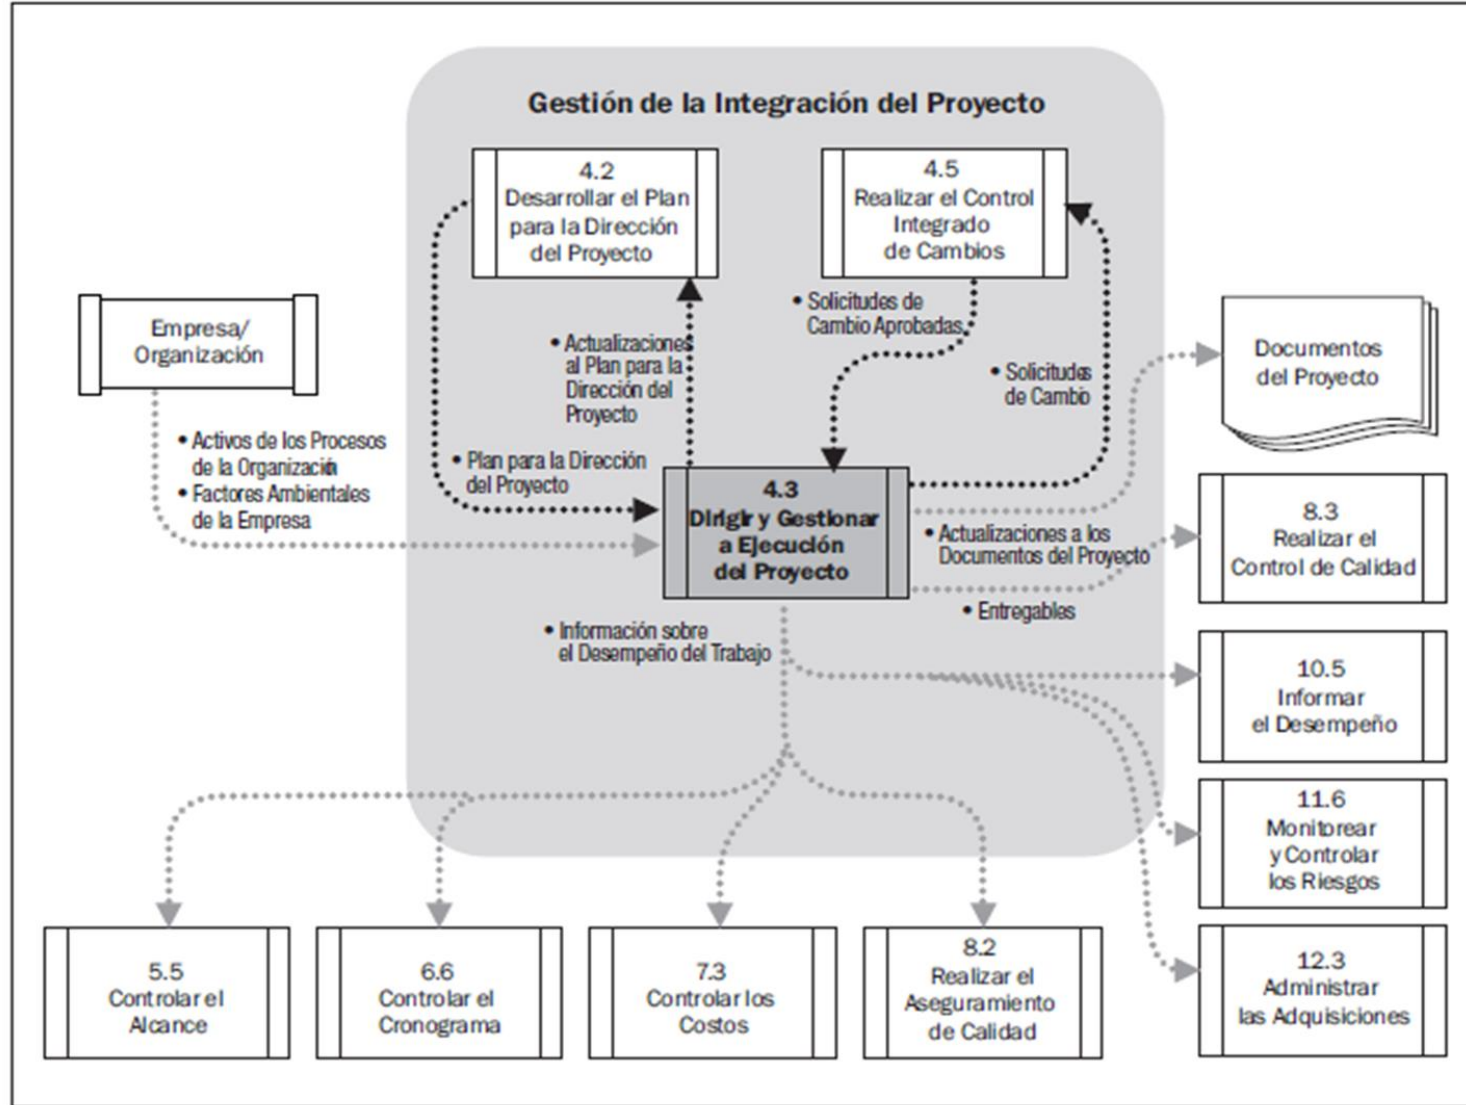 Gestión de la Integración del Proyecto
4.2
Desarrollar el Plan
para la Dirección
del Proyecto
4.5
Realizar el Control
Integrado
de Cambios
Empresa/
Organización
• Activos de los Procesos
de la Organización
• Factores Ambientales
de la Empresa
• Actualizaciones
al Plan para la
Dirección del
Proyecto
• Solicitudes de
Cambio Aprobadas
• Solicitudes
de Cambio
• Plan para la Dirección
del Proyecto
4.3
Dirigir y Gestionar
a Ejecución
del Proyecto
• Actualizaciones a los
Documentos del Proyecto
• Entregables
• Información sobre
el Desempeño del Trabajo
Documentos
del Proyecto
8.3
Realizar el
Control de Calidad
10.5
Informar
el Desempeño
11.6
Monitorear
y Controlar
los Riesgos
12.3
Administrar
las Adquisiciones
5.5
Controlar el
Alcance
6.6
Controlar el
Cronograma
7.3
Controlar los
Costos
8.2
Realizar el
Aseguramiento
de Calidad